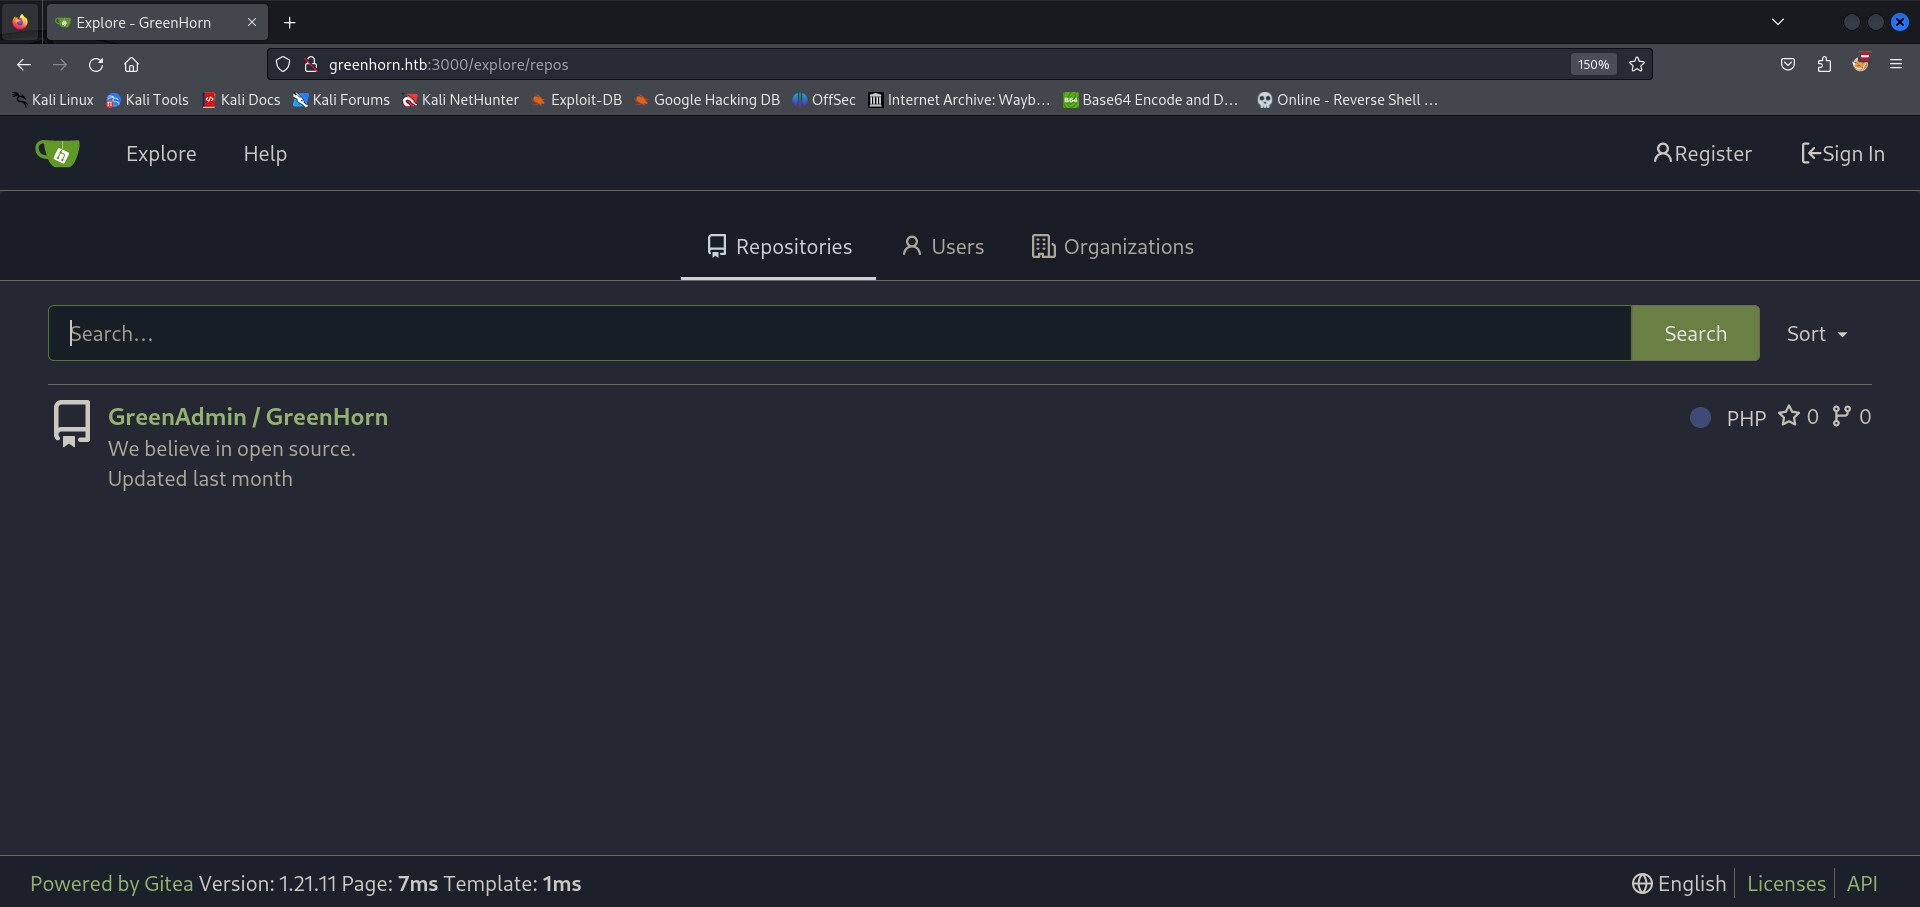 Explore - GreenHorn
greenhorn.htb:3000/explore/repos 150%
Kali Linux Kali Tools Kali Docs Kali Forums Kali NetHunter Exploit-DB Google Hacking DB OffSec Internet Archive: Wayb… Base64 Encode and D… Online - Reverse Shell …
Explore Help Register Sign In
Repositories Users Organizations
Search... Search Sort
GreenAdmin / GreenHorn PHP 0 0
We believe in open source.
Updated last month
Powered by Gitea Version: 1.21.11 Page: 7ms Template: 1ms English Licenses API